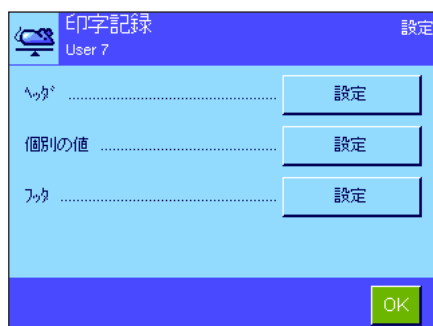 印字記録 設定
User 7
ﾍｯﾀﾞ ........................................ 設定
個別の値 .................................. 設定
ﾌｯﾀ ......................................... 設定
OK